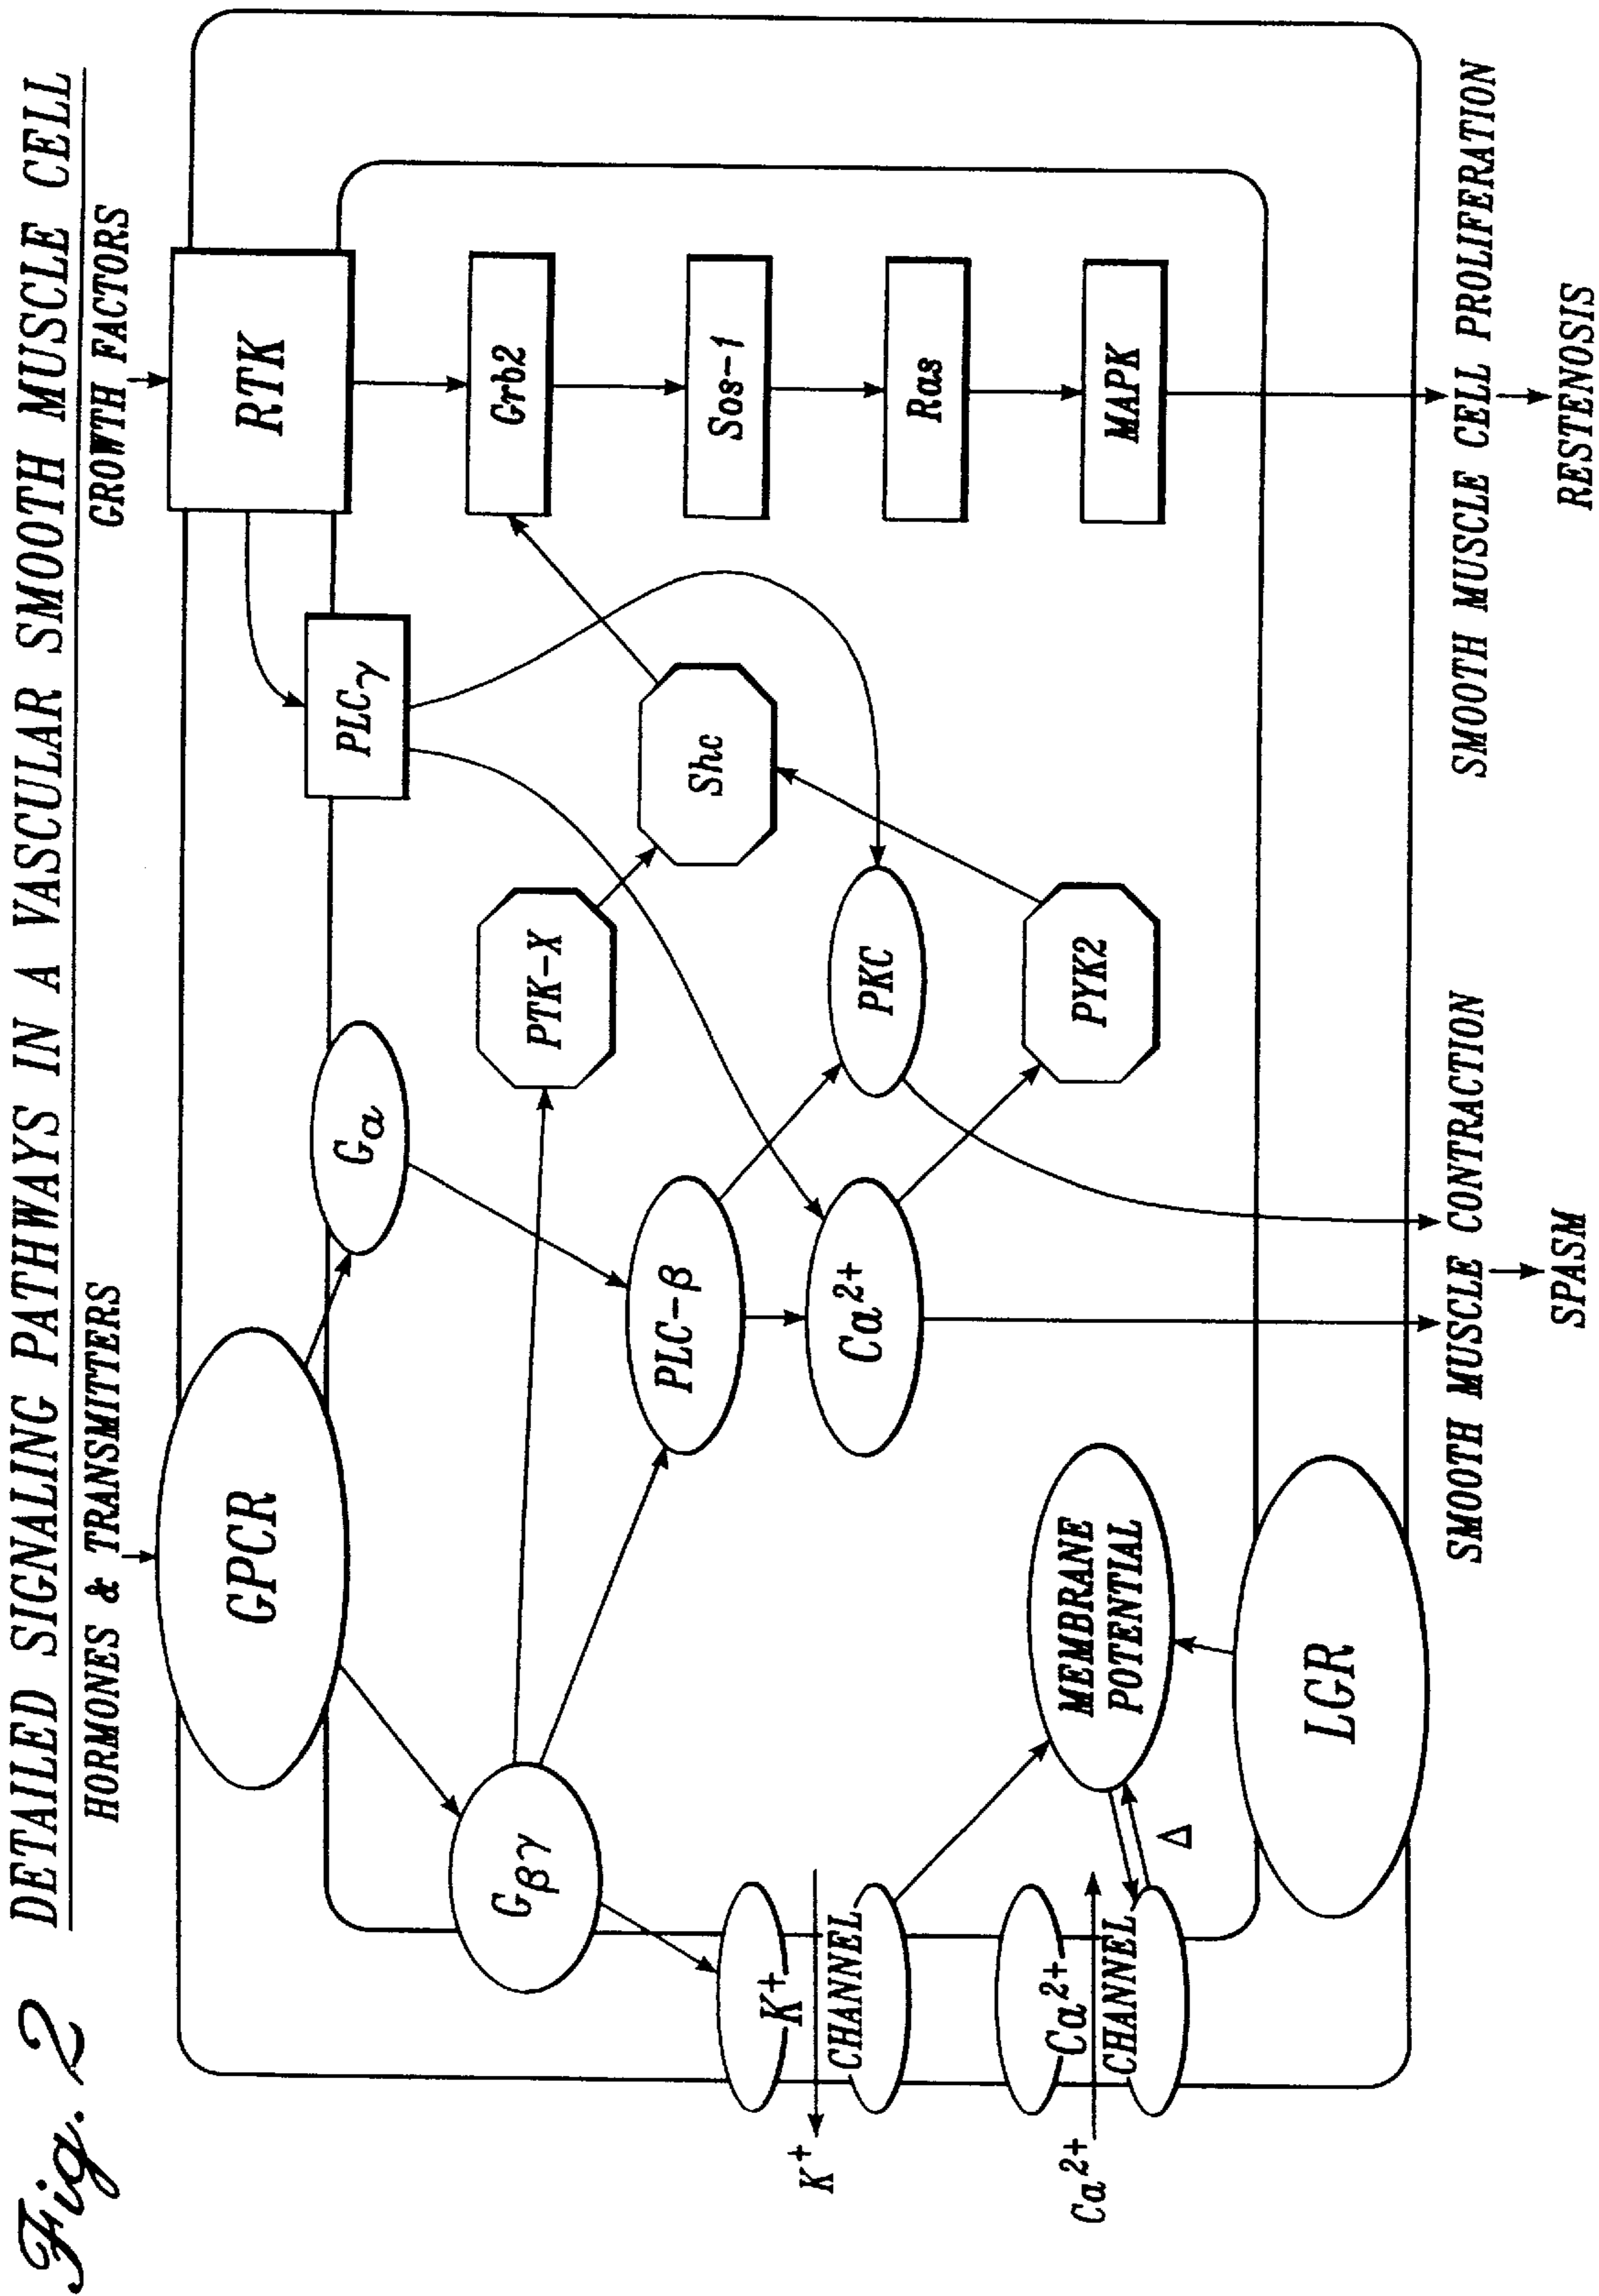 Fig. 2
DETAILED SIGNALING PATHWAYS IN A VASCULAR SMOOTH MUSCLE CELL
HORMONES & TRANSMITTERS
GROWTH FACTORS
GPCR
RTK
Gα
PLCγ
Gβγ
PTK-X
Grb2
PLC-β
Shc
Sos-1
K+
K+
CHANNEL
Ca2+
PKC
Ras
Ca2+
Ca2+
CHANNEL
Δ
MEMBRANE
POTENTIAL
PYK2
MAPK
LGR
SMOOTH MUSCLE CONTRACTION
SMOOTH MUSCLE CELL PROLIFERATION
SPASM
RESTENOSIS